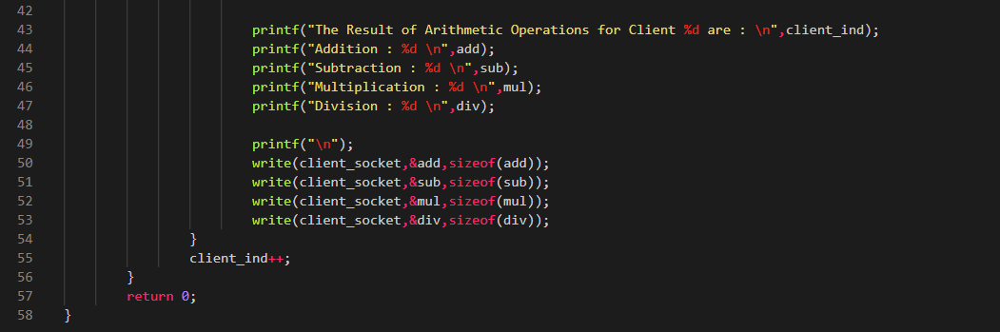 42
43 printf("The Result of Arithmetic Operations for Client %d are : \n",client_ind);
44 printf("Addition : %d \n",add);
45 printf("Subtraction : %d \n",sub);
46 printf("Multiplication : %d \n",mul);
47 printf("Division : %d \n",div);
48
49 printf("\n");
50 write(client_socket,&add,sizeof(add));
51 write(client_socket,&sub,sizeof(sub));
52 write(client_socket,&mul,sizeof(mul));
53 write(client_socket,&div,sizeof(div));
54 }
55 client_ind++;
56 }
57 return 0;
58 }